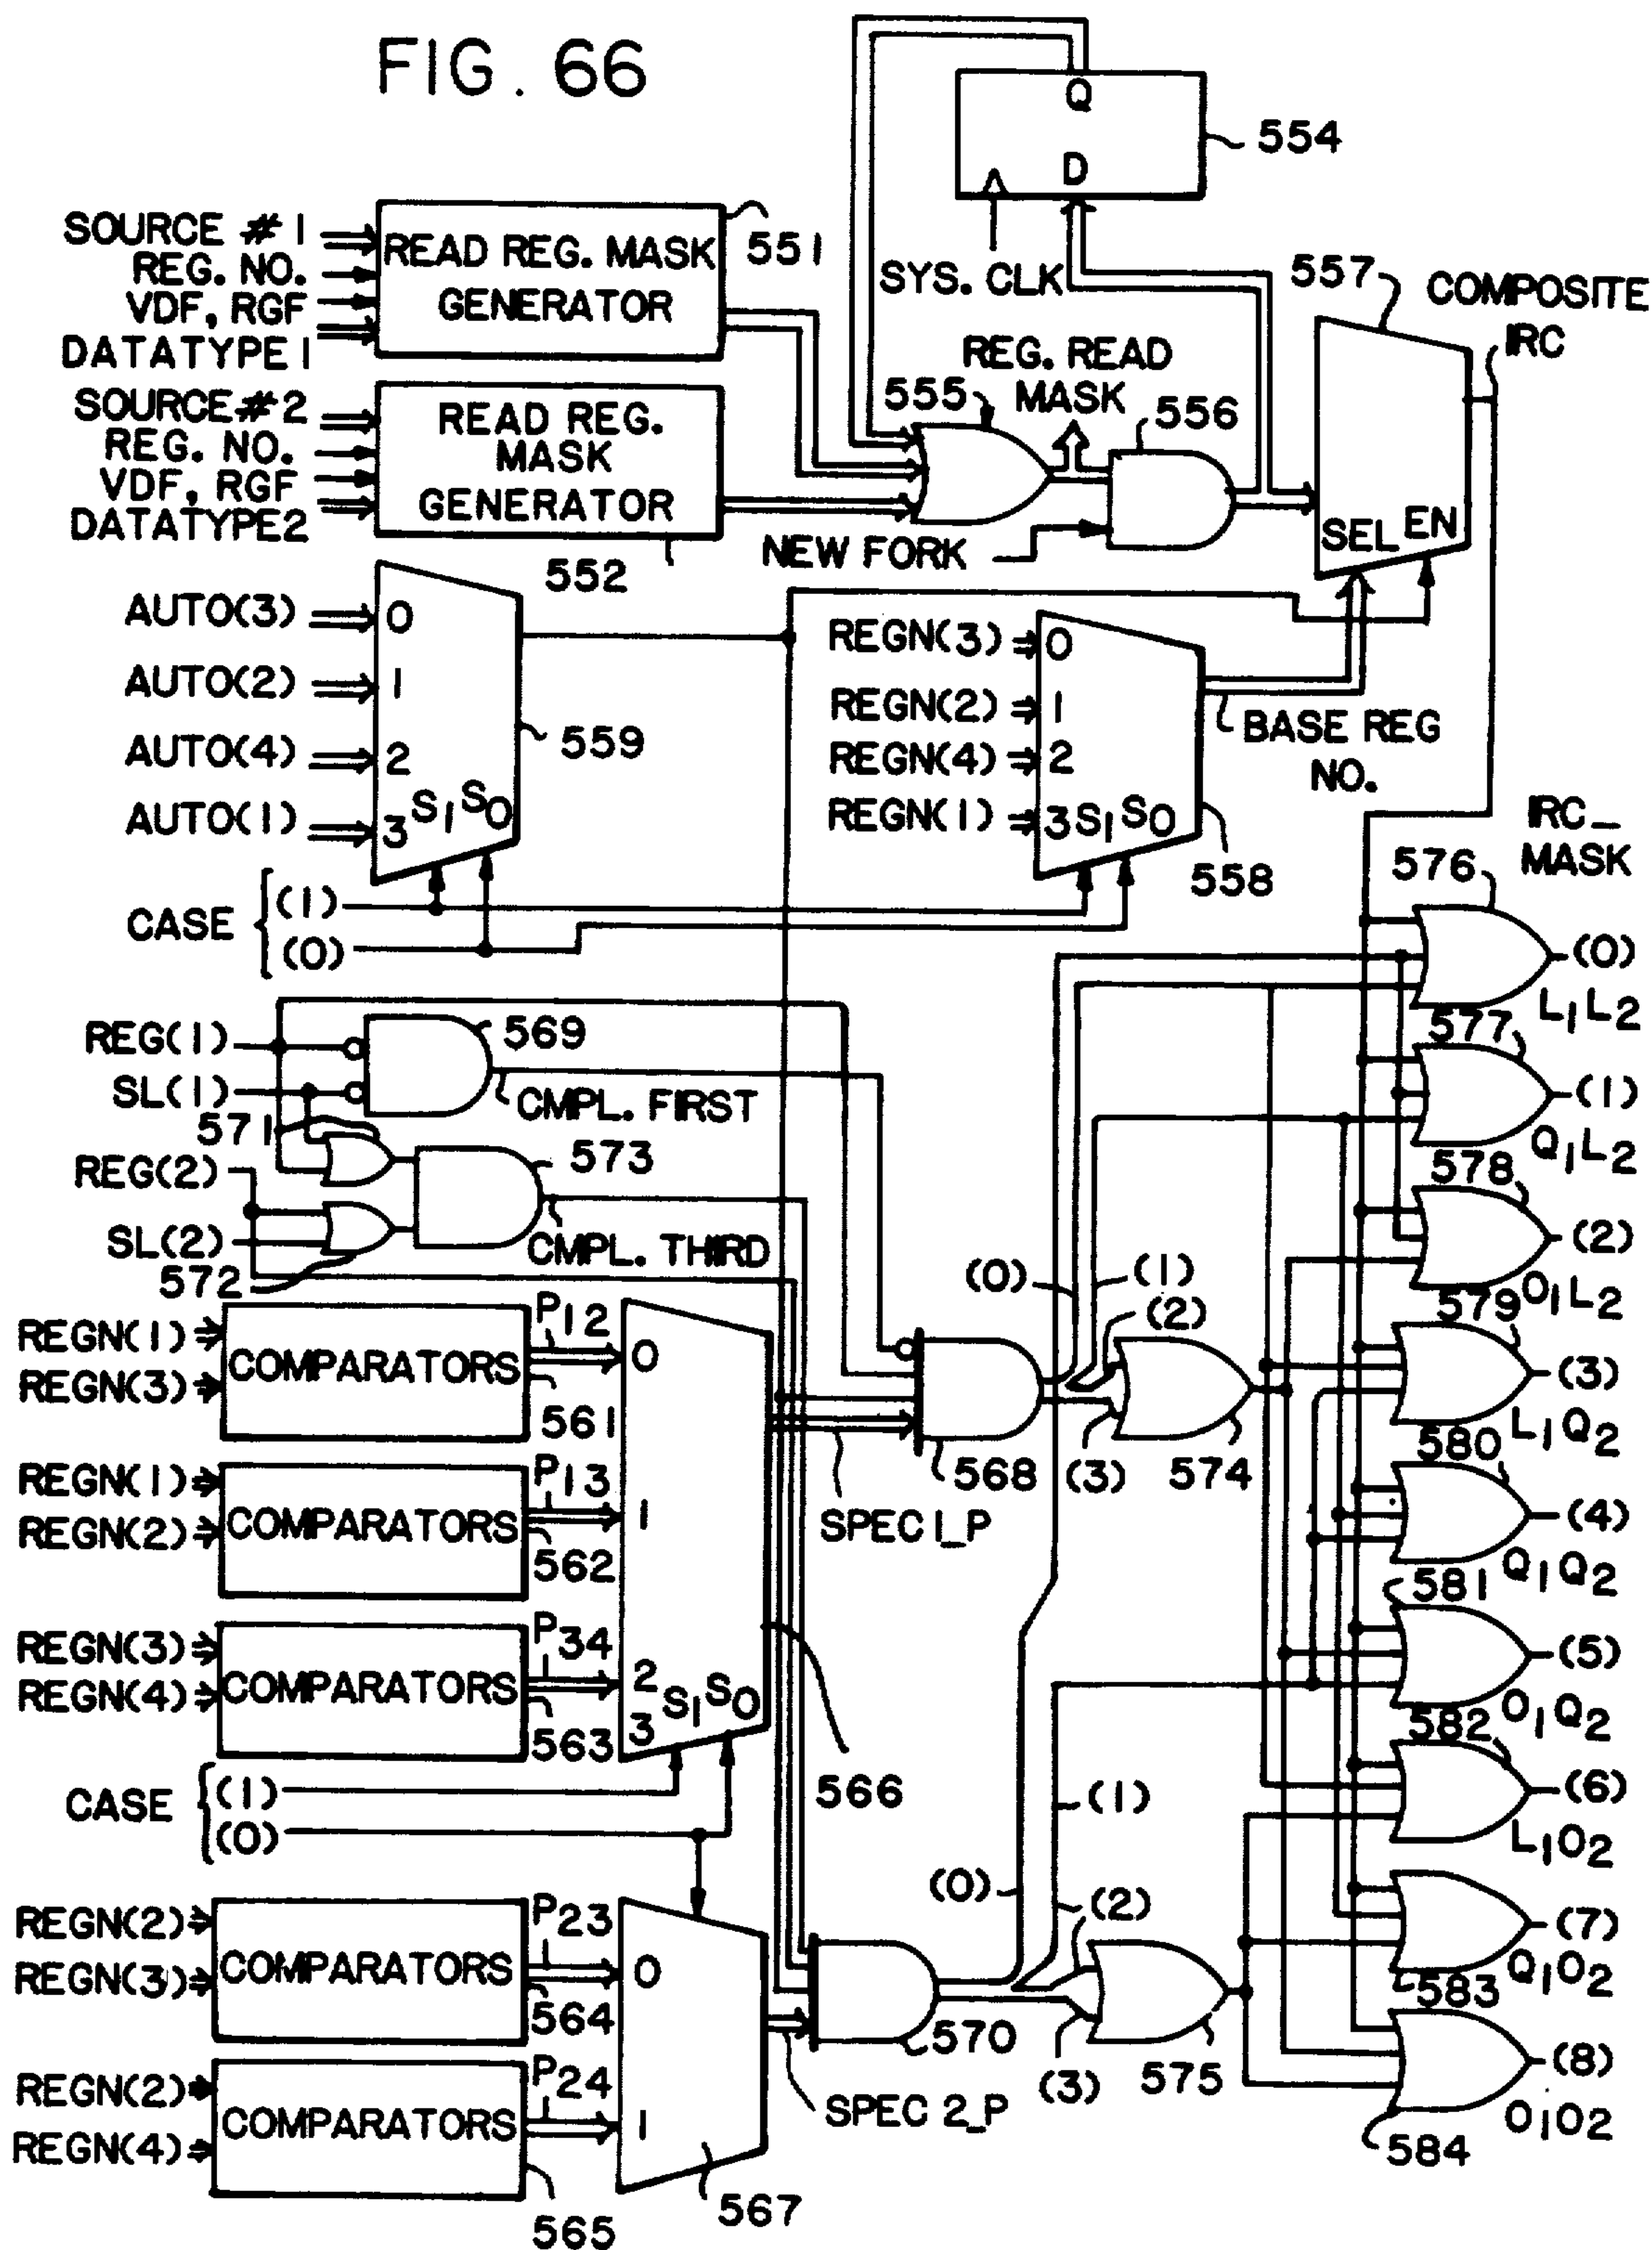 FIG. 66
Q
D
554
SYS. CLK
SOURCE #1
REG. NO.
VDF, RGF
DATATYPE1
READ REG. MASK
GENERATOR
551
SOURCE#2
REG. NO.
VDF, RGF
DATATYPE2
READ REG.
MASK
GENERATOR
552
555
REG. READ
MASK
556
NEW FORK
557
COMPOSITE
IRC
SEL EN
AUTO(3)
AUTO(2)
AUTO(4)
AUTO(1)
0
1
2
3 S1 S0
559
REGN(3)
REGN(2)
REGN(4)
REGN(1)
0
1
2
3 S1 S0
558
BASE REG
NO.
CASE
(1)
(0)
IRC_
MASK
REG(1)
SL(1)
569
CMPL. FIRST
571
REG(2)
SL(2)
572
573
CMPL. THIRD
REGN(1)
REGN(3)
COMPARATORS
P12
561
REGN(1)
REGN(2)
COMPARATORS
P13
562
REGN(3)
REGN(4)
COMPARATORS
P34
563
0
1
2
3
S1 S0
566
CASE
(1)
(0)
REGN(2)
REGN(3)
COMPARATORS
P23
564
REGN(2)
REGN(4)
COMPARATORS
P24
565
0
1
567
SPEC1_P
568
(0)
(1)
(2)
(3)
574
SPEC 2_P
570
(0)
(1)
(2)
(3)
575
576
(0)
L1L2
577
(1)
Q1L2
578
(2)
O1L2
579
(3)
L1Q2
580
(4)
Q1Q2
581
(5)
O1Q2
582
(6)
L1O2
583
(7)
Q1O2
584
(8)
O1O2